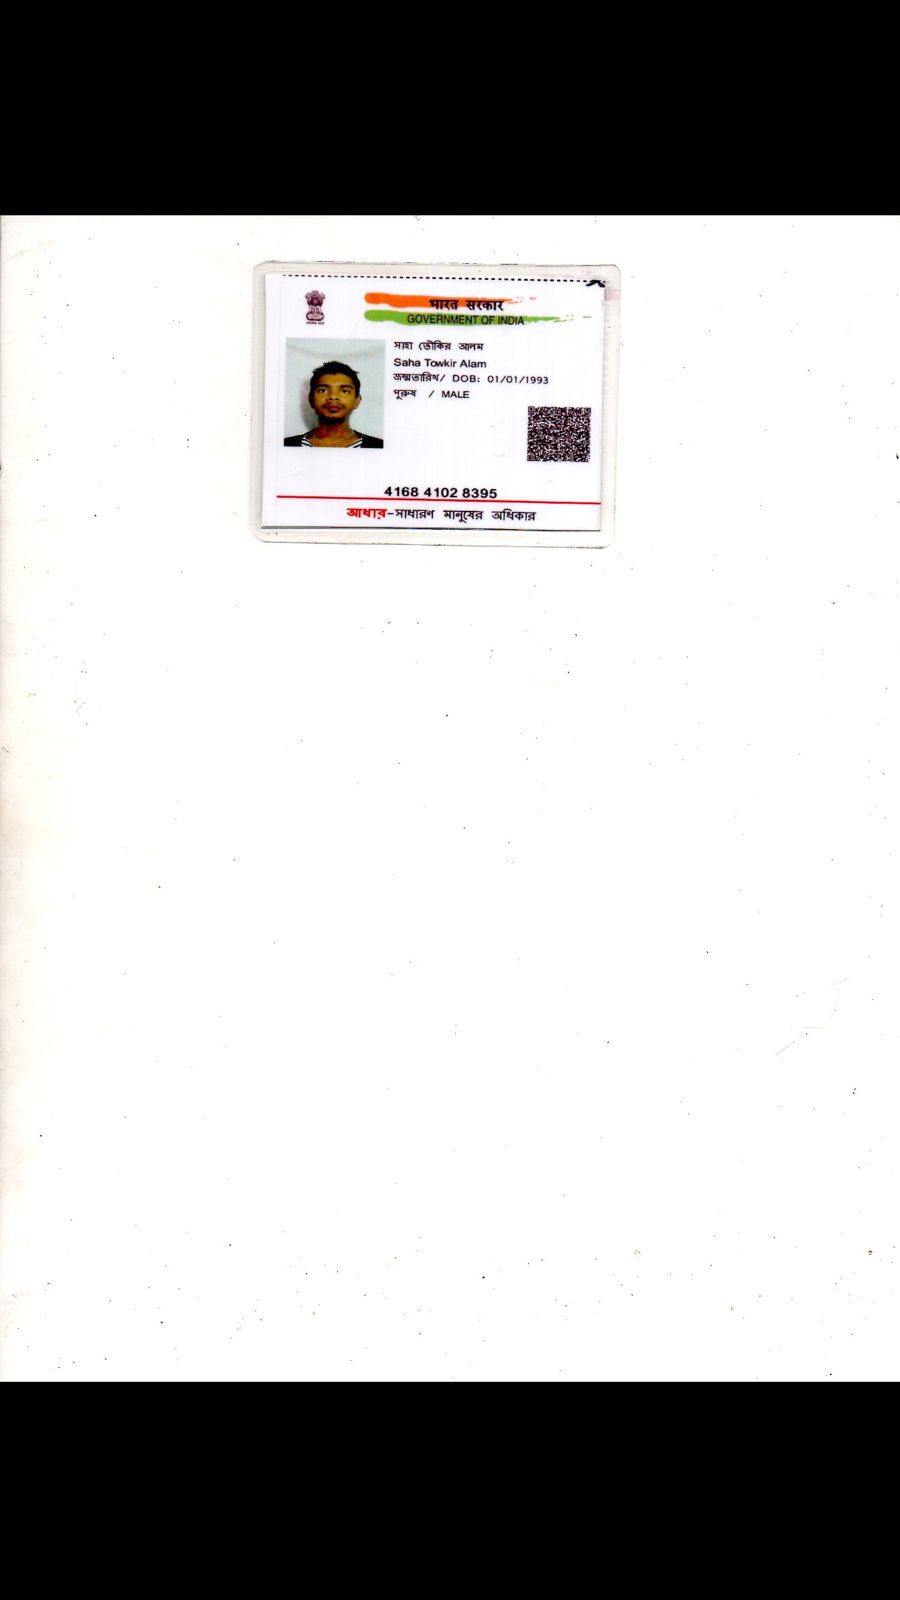 भारत सरकार
GOVERNMENT OF INDIA
সাহা তৌকির আলম
Saha Towkir Alam
জন্মতারিখ/ DOB: 01/01/1993
পুরুষ / MALE
4168 4102 8395
আধার-সাধারণ মানুষের অধিকার